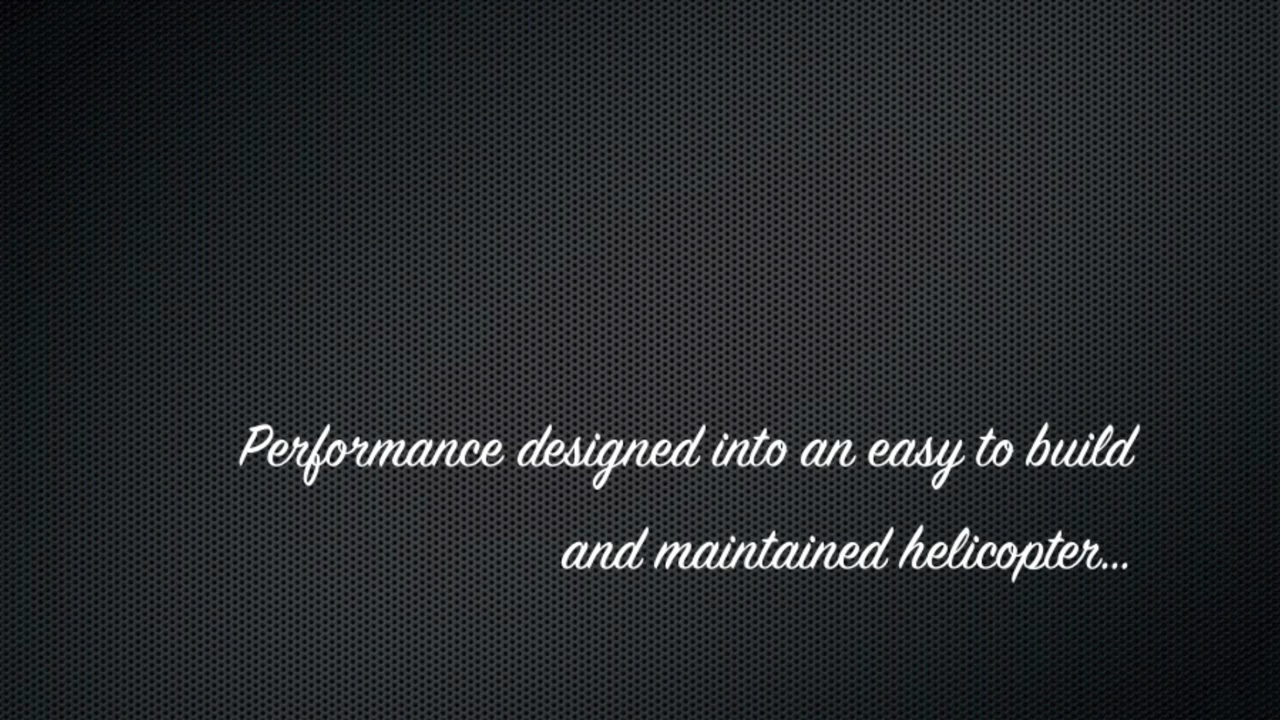 Performance designed into an easy to build
and maintained helicopter...